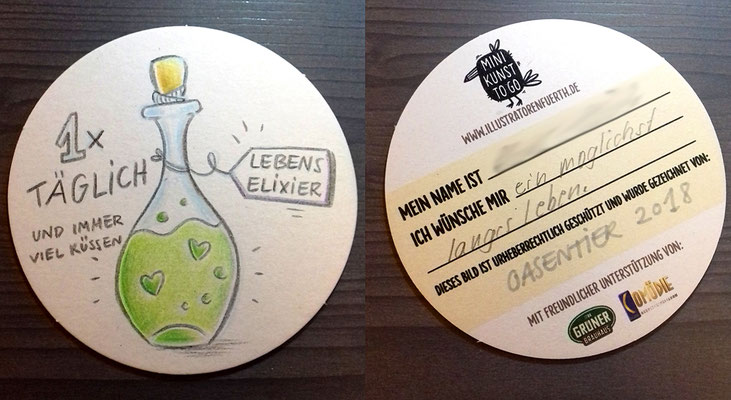 1x
TÄGLICH
UND IMMER
VIEL KÜSSEN
LEBENS
ELIXIER
MINI
KUNST
TO GO
WWW.ILLUSTRATORENFUERTH.DE
MEIN NAME IST
ICH WÜNSCHE MIR ein möglichst
langes Leben.
DIESES BILD IST URHEBERRECHTLICH GESCHÜTZT UND WURDE GEZEICHNET VON:
OASENTIER 2018
MIT FREUNDLICHER UNTERSTÜTZUNG VON:
GRÜNER
BRAUHAUS
COMÖDIE